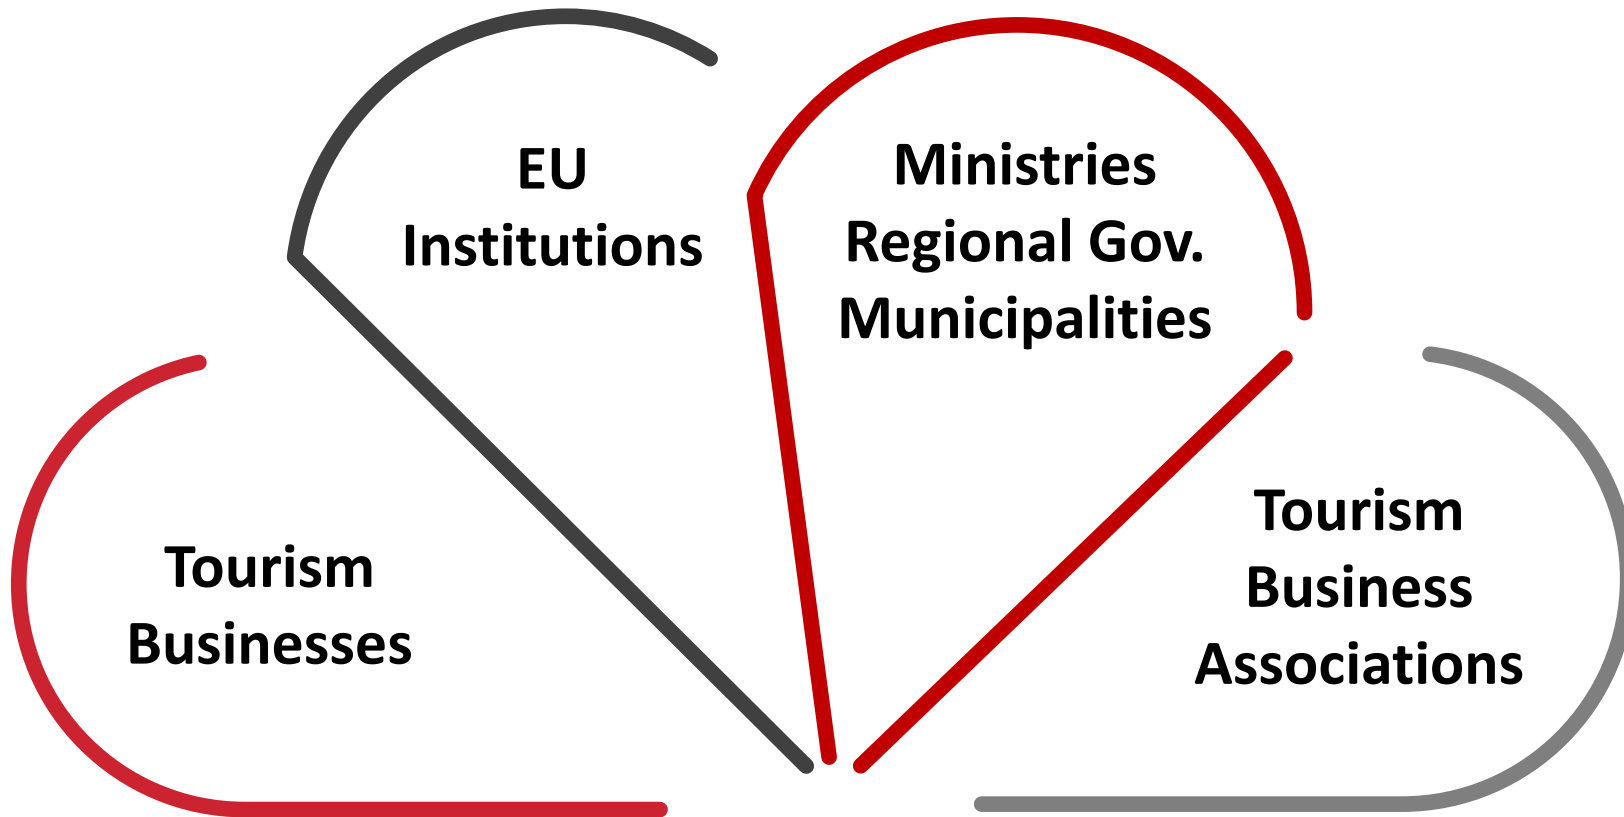 EU
Institutions
Ministries
Regional Gov.
Municipalities
Tourism
Businesses
Tourism
Business
Associations